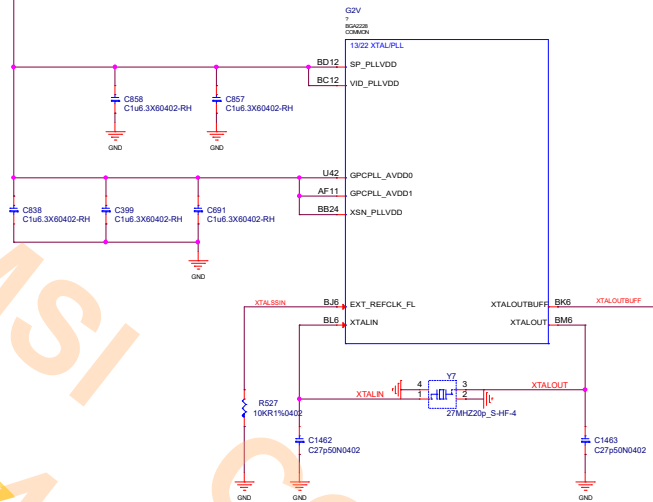 G2V
?
BGA2228
COMMON
13/22 XTAL/PLL
BD12 SP_PLLVDD
BC12 VID_PLLVDD
C858
C1u6.3X60402-RH
C857
C1u6.3X60402-RH
GND
GND
U42 GPCPLL_AVDD0
AF11 GPCPLL_AVDD1
BB24 XSN_PLLVDD
C838
C1u6.3X60402-RH
C399
C1u6.3X60402-RH
C691
C1u6.3X60402-RH
GND
XTALSSIN BJ6 EXT_REFCLK_FL XTALOUTBUFF BK6 XTALOUTBUFF
BL6 XTALIN XTALOUT BM6
Y7
XTALIN 4 3 XTALOUT
1 2
27MHZ20p_S-HF-4
R527
10KR1%0402
C1462
C27p50N0402
C1463
C27p50N0402
GND
GND
GND
MSI